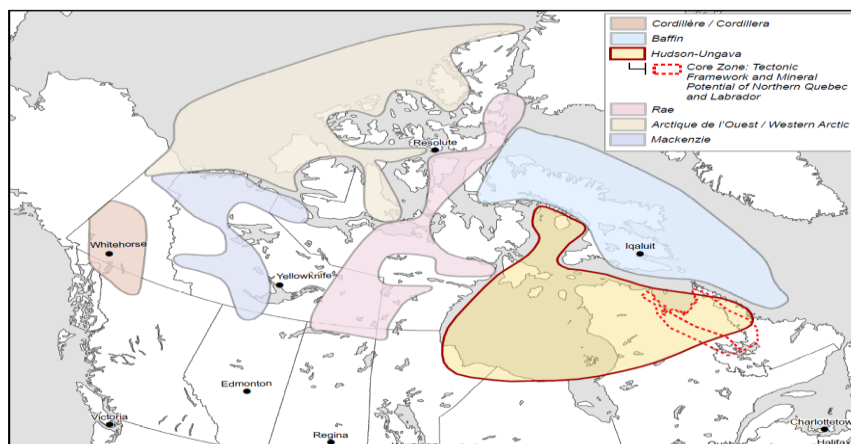 Cordillère / Cordillera
Baffin
Hudson-Ungava
Core Zone: Tectonic
Framework and Mineral
Potential of Northern Quebec
and Labrador
Rae
Arctique de l'Ouest / Western Arctic
Mackenzie
Resolute
Whitehorse
Iqaluit
Yellowknife
Edmonton
Victoria
Regina
Charlottetow
Halifax